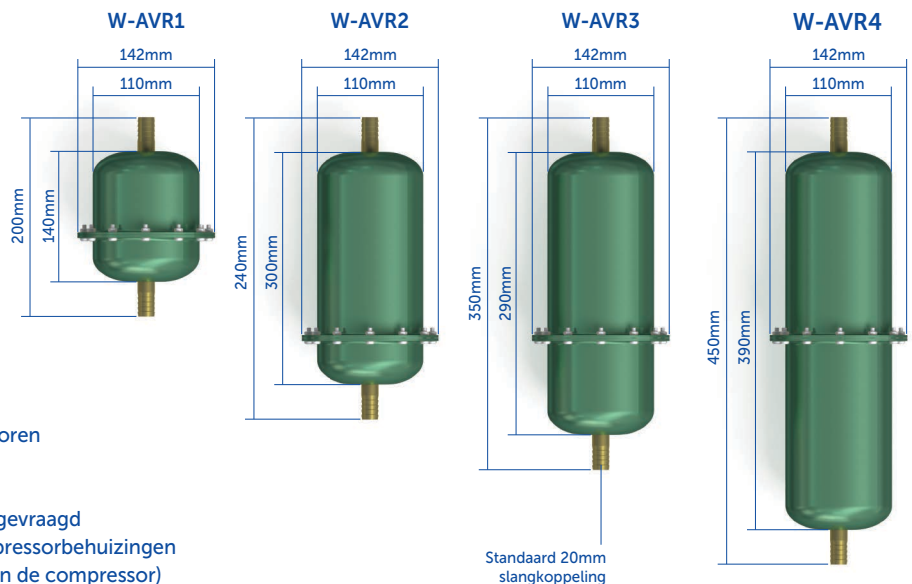 W-AVR1
W-AVR2
W-AVR3
W-AVR4
142mm
142mm
142mm
142mm
110mm
110mm
110mm
110mm
200mm
140mm
240mm
300mm
350mm
290mm
450mm
390mm
oren
gevraagd
pressorbehuizingen
n de compressor)
Standaard 20mm
slangkoppeling